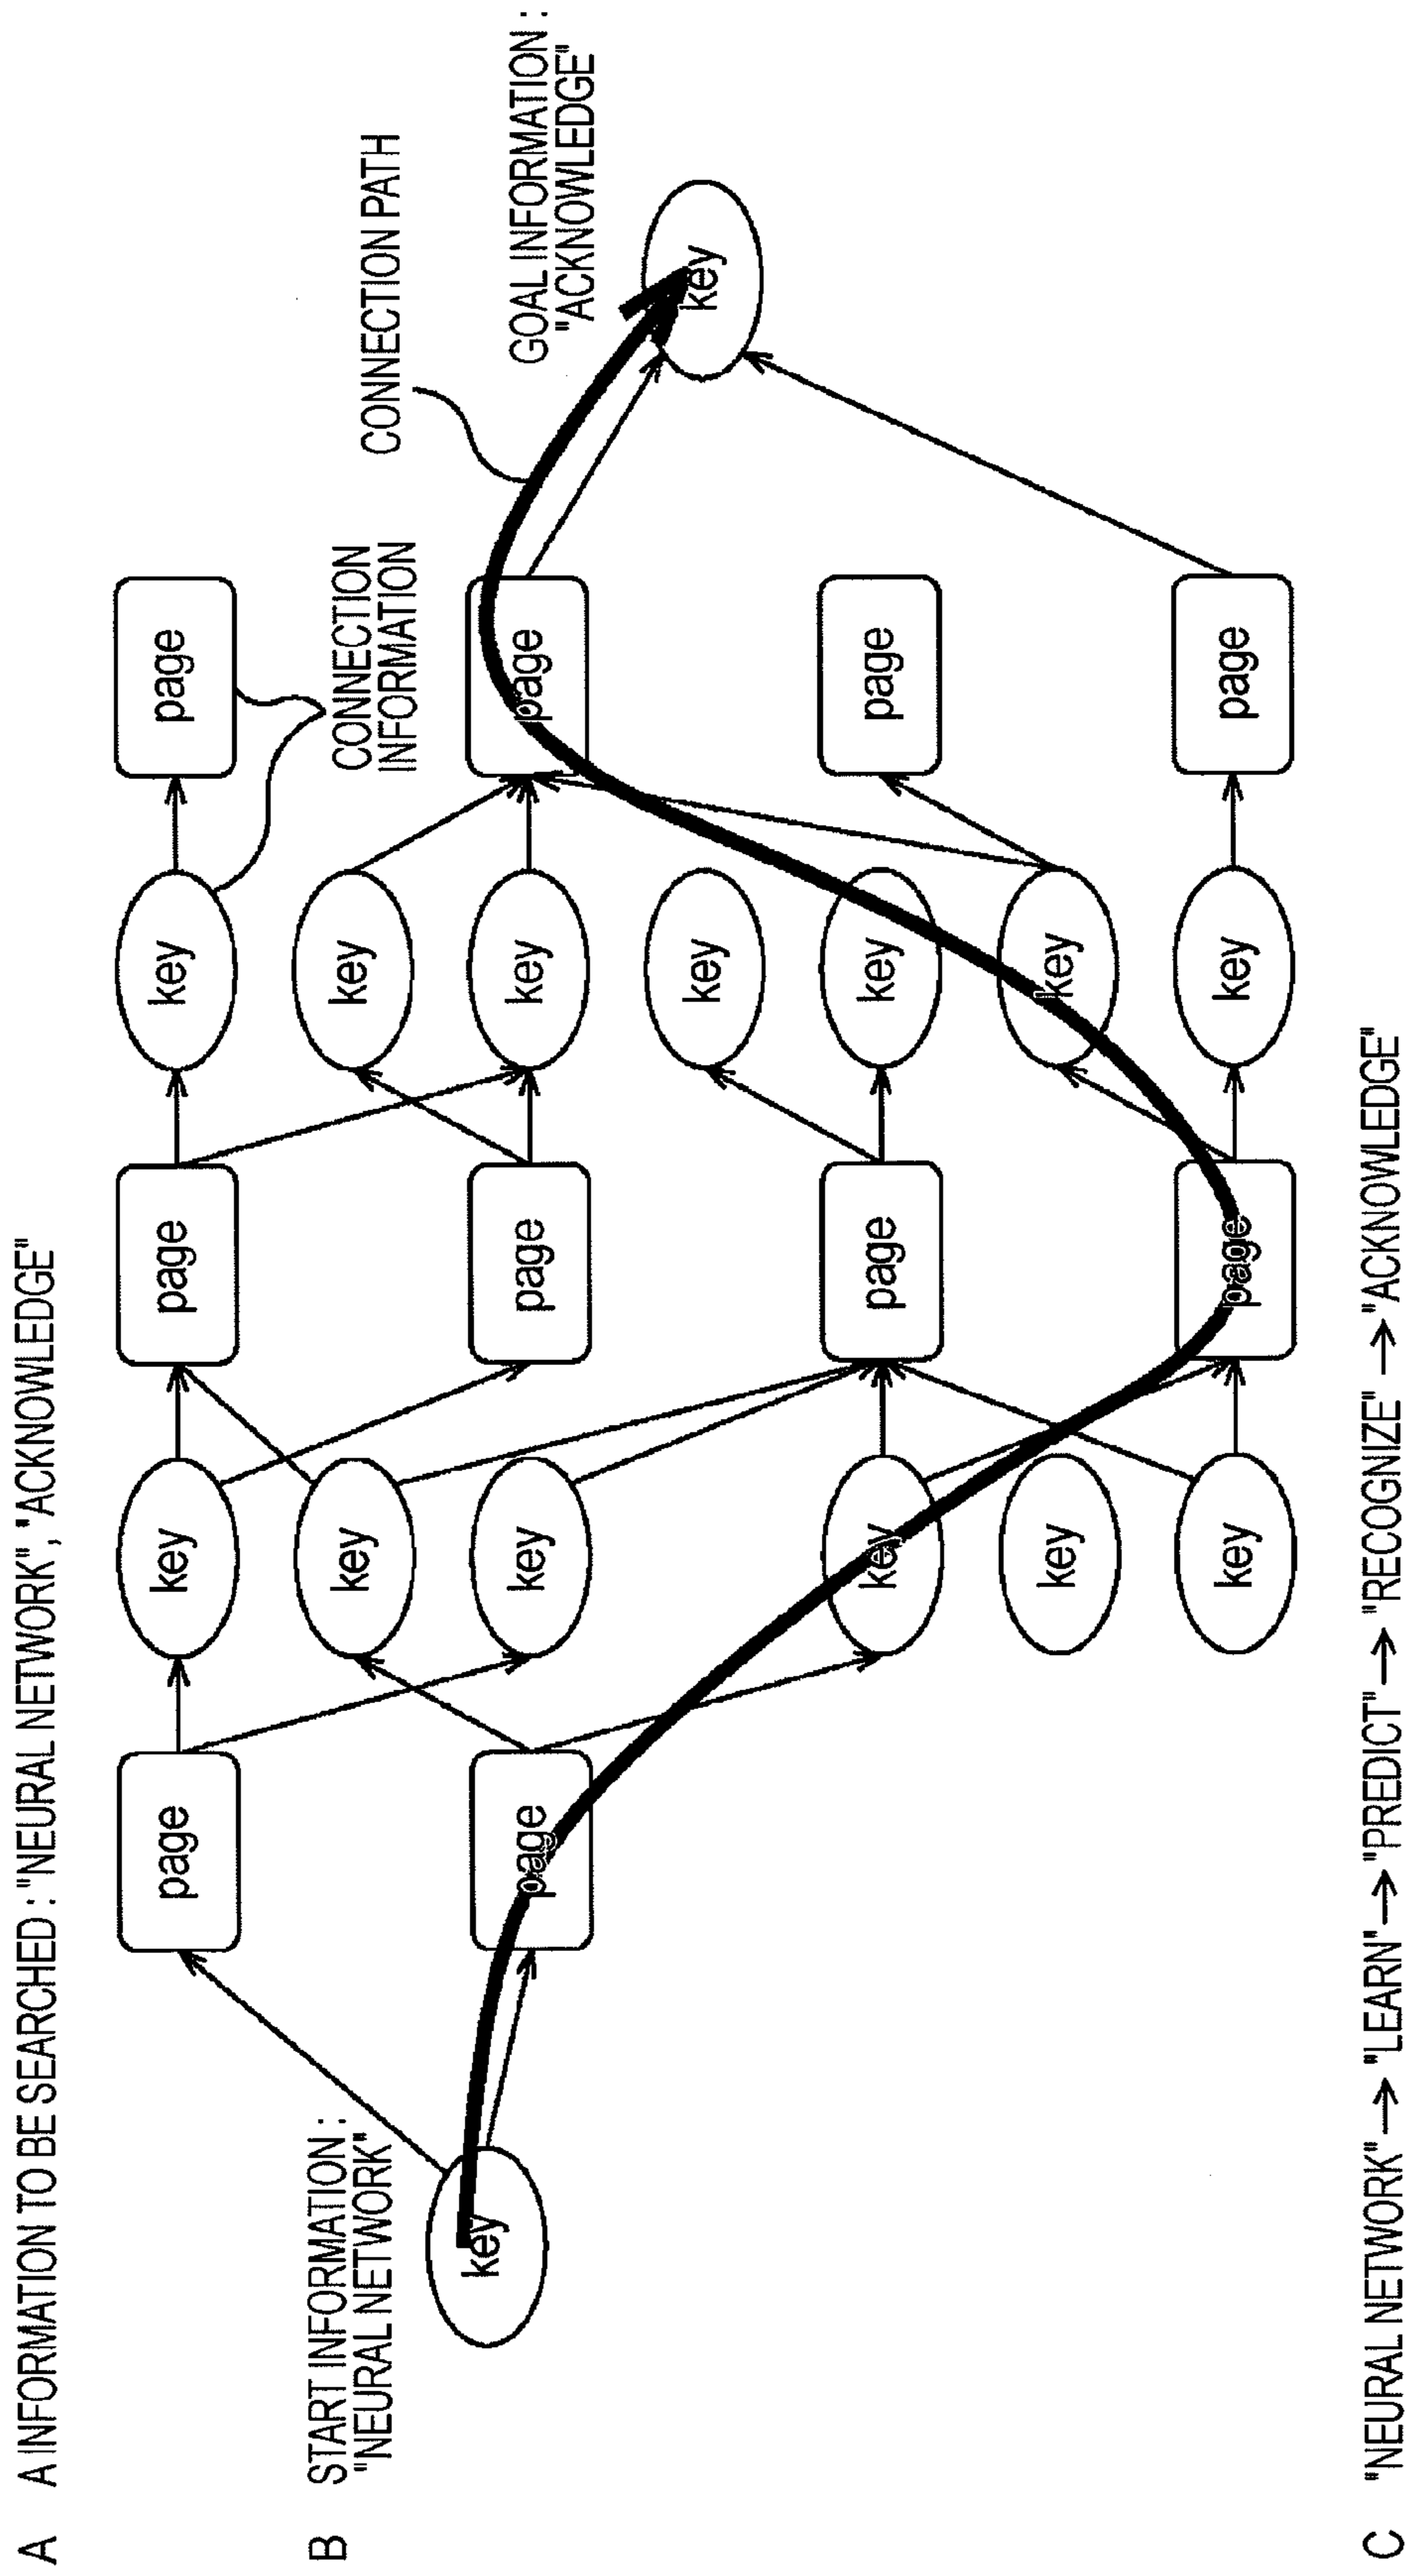 A A INFORMATION TO BE SEARCHED : "NEURAL NETWORK", "ACKNOWLEDGE"
B START INFORMATION :
"NEURAL NETWORK"
key
page
page
key
key
key
key
key
key
page
page
page
page
key
key
key
key
key
key
key
page
page
page
page
CONNECTION
INFORMATION
CONNECTION PATH
GOAL INFORMATION :
"ACKNOWLEDGE"
key
C "NEURAL NETWORK" → "LEARN" → "PREDICT" → "RECOGNIZE" → "ACKNOWLEDGE"